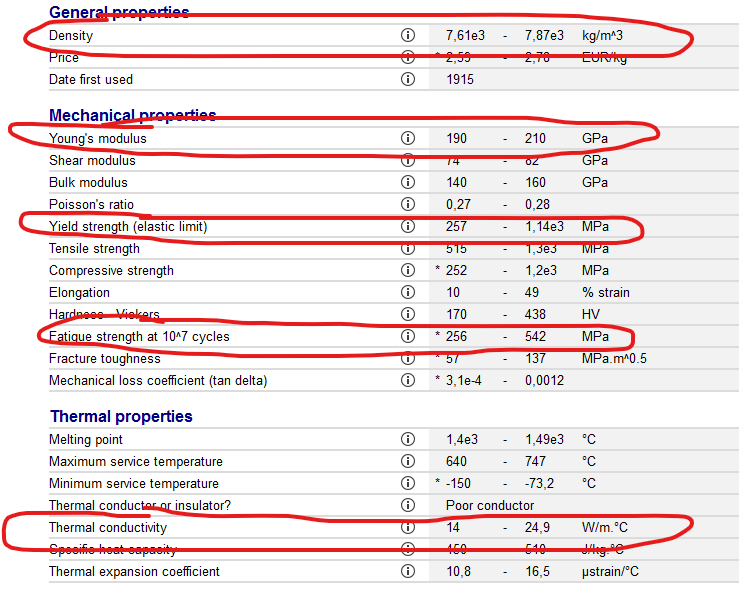 General properties
Density 7,61e3 - 7,87e3 kg/m^3
Price * 2,59 - 2,78 EUR/kg
Date first used 1915
Mechanical properties
Young's modulus 190 - 210 GPa
Shear modulus 74 - 82 GPa
Bulk modulus 140 - 160 GPa
Poisson's ratio 0,27 - 0,28
Yield strength (elastic limit) 257 - 1,14e3 MPa
Tensile strength 515 - 1,3e3 MPa
Compressive strength * 252 - 1,2e3 MPa
Elongation 10 - 49 % strain
Hardness - Vickers 170 - 438 HV
Fatigue strength at 10^7 cycles * 256 - 542 MPa
Fracture toughness * 57 - 137 MPa.m^0.5
Mechanical loss coefficient (tan delta) * 3,1e-4 - 0,0012
Thermal properties
Melting point 1,4e3 - 1,49e3 °C
Maximum service temperature 640 - 747 °C
Minimum service temperature * -150 - -73,2 °C
Thermal conductor or insulator? Poor conductor
Thermal conductivity 14 - 24,9 W/m.°C
Specific heat capacity 450 - 510 J/kg.°C
Thermal expansion coefficient 10,8 - 16,5 µstrain/°C